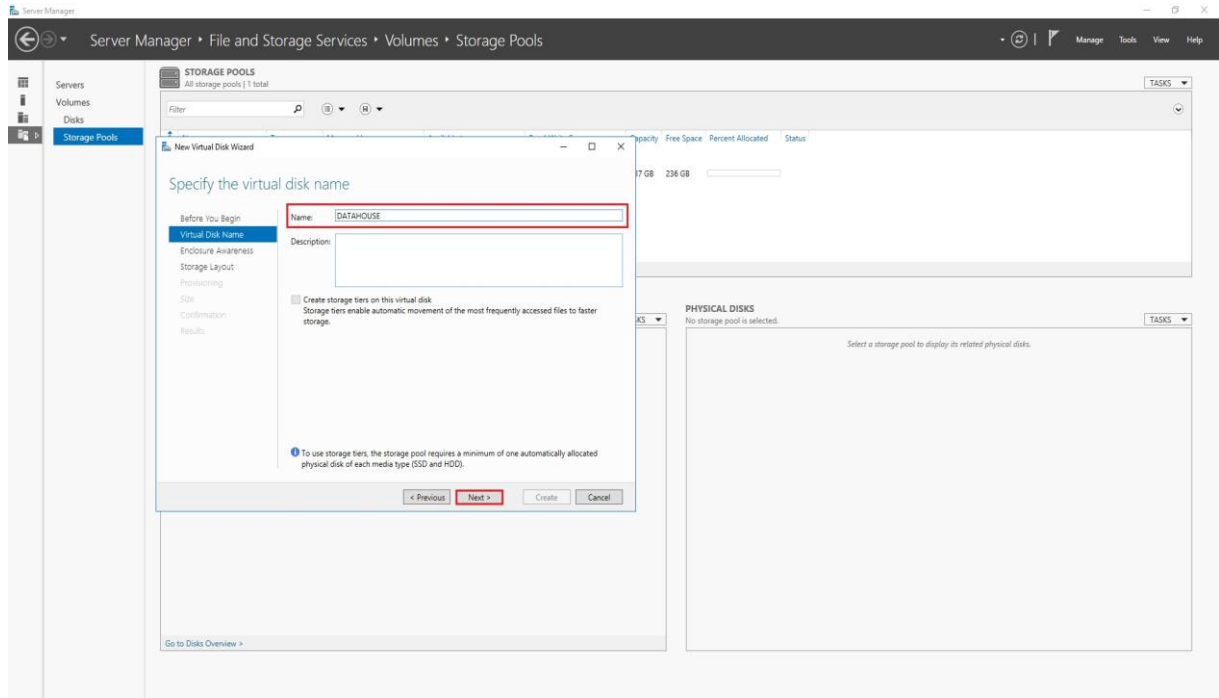 Server Manager
Server Manager ‣ File and Storage Services ‣ Volumes ‣ Storage Pools
Manage Tools View Help
Servers
Volumes
Disks
Storage Pools
STORAGE POOLS
All storage pools | 1 total
TASKS
Filter
Capacity Free Space Percent Allocated Status
37 GB 236 GB
New Virtual Disk Wizard
Specify the virtual disk name
Before You Begin
Virtual Disk Name
Enclosure Awareness
Storage Layout
Provisioning
Size
Confirmation
Results
Name: DATAHOUSE
Description:
Create storage tiers on this virtual disk
Storage tiers enable automatic movement of the most frequently accessed files to faster
storage.
To use storage tiers, the storage pool requires a minimum of one automatically allocated
physical disk of each media type (SSD and HDD).
< Previous Next > Create Cancel
PHYSICAL DISKS
No storage pool is selected.
TASKS
Select a storage pool to display its related physical disks.
Go to Disks Overview >